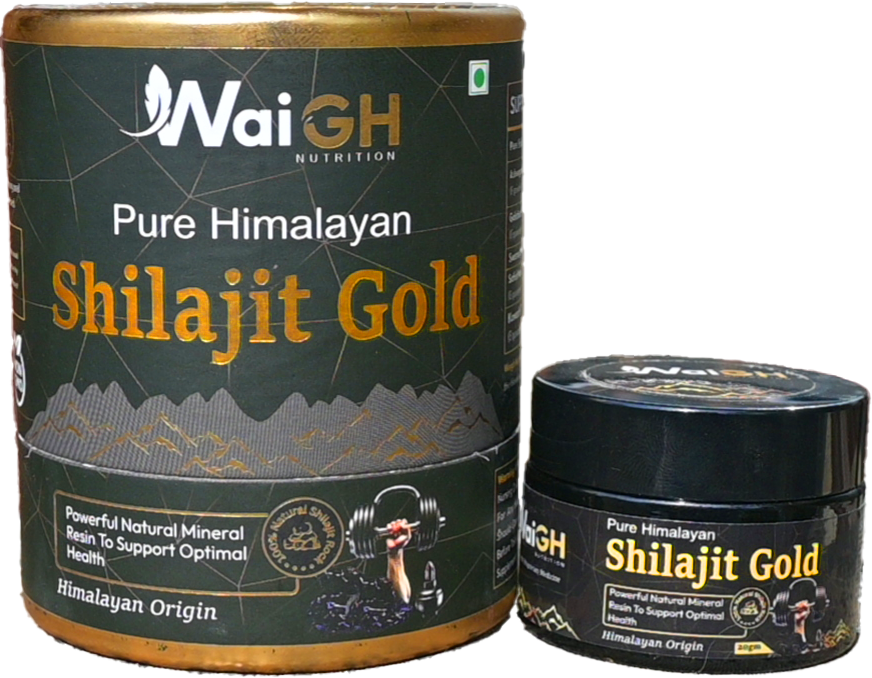 WaiGH
NUTRITION
Pure Himalayan
Shilajit Gold
Powerful Natural Mineral
Resin To Support Optimal
Health
100% Natural Shilajit Rock
Himalayan Origin
WaiGH
WaiGH
NUTRITION
Pure Himalayan
Shilajit Gold
Powerful Natural Mineral
Resin To Support Optimal
Health
Himalayan Origin
20gm